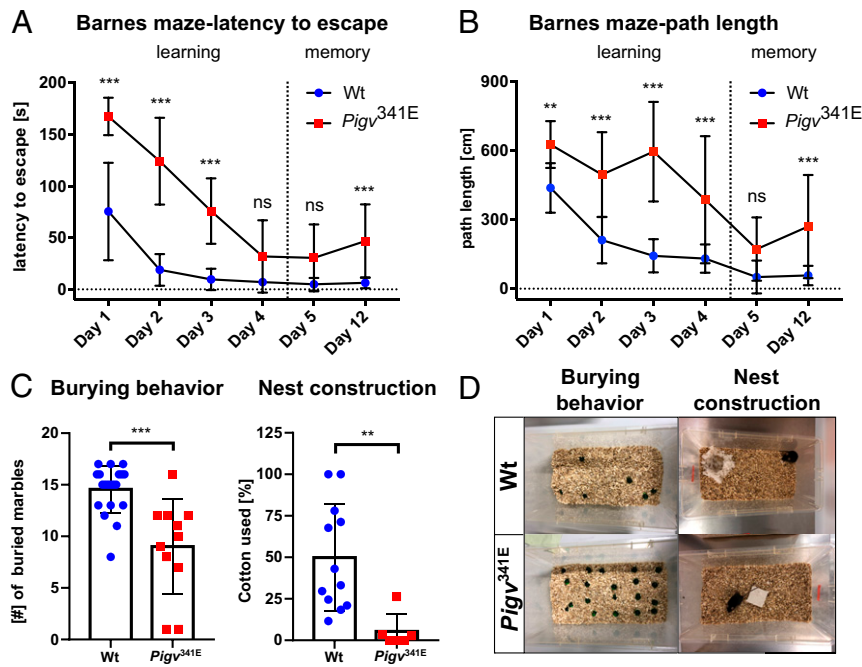 A Barnes maze-latency to escape
learning memory
latency to escape [s]
200
150
100
50
0
*** *** *** ns ns ***
Wt
Pigv341E
Day 1 Day 2 Day 3 Day 4 Day 5 Day 12
B Barnes maze-path length
learning memory
path length [cm]
900
600
300
0
** *** *** *** ns ***
Wt
Pigv341E
Day 1 Day 2 Day 3 Day 4 Day 5 Day 12
C Burying behavior
[#] of buried marbles
20
15
10
5
0
***
Wt Pigv341E
Nest construction
Cotton used [%]
125
100
75
50
25
0
**
Wt Pigv341E
D Burying behavior
Nest construction
Wt
Pigv341E